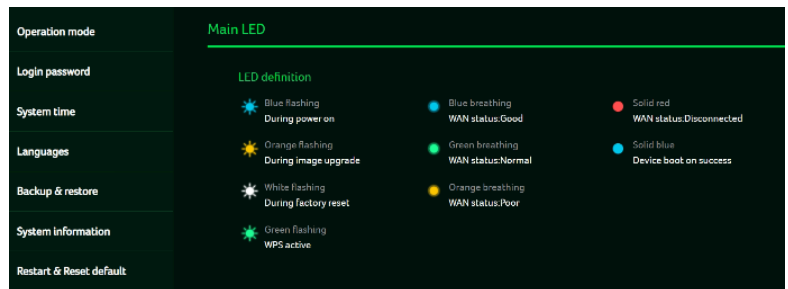 Operation mode
Login password
System time
Languages
Backup & restore
System information
Restart & Reset default
Main LED
LED definition
Blue flashing
During power on
Orange flashing
During image upgrade
White flashing
During factory reset
Green flashing
WPS active
Blue breathing
WAN status:Good
Green breathing
WAN status:Normal
Orange breathing
WAN status:Poor
Solid red
WAN status:Disconnected
Solid blue
Device boot on success